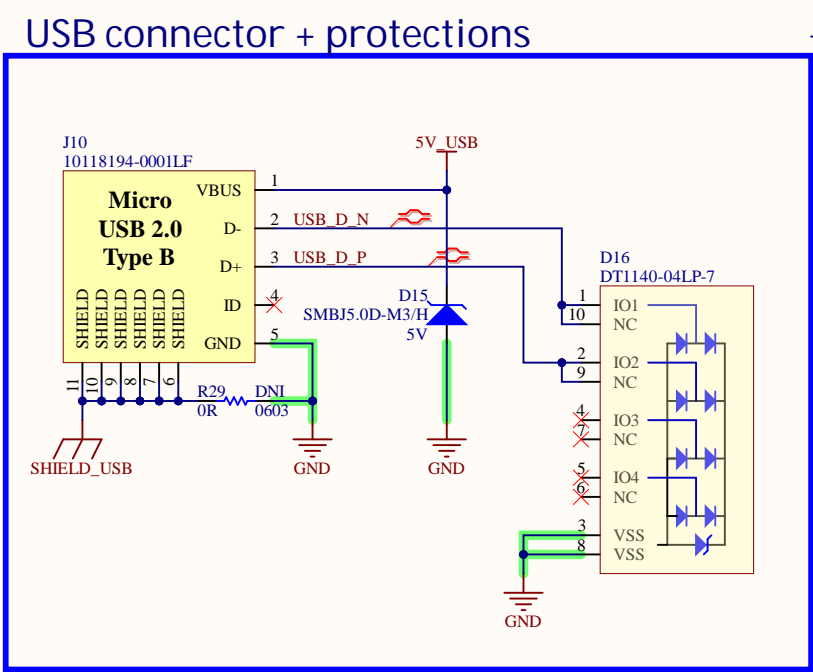 USB connector + protections
J10
10118194-0001LF
Micro
USB 2.0
Type B
VBUS
D-
D+
ID
GND
SHIELD
SHIELD
SHIELD
SHIELD
SHIELD
SHIELD
1
2
3
4
5
11
10
9
8
7
6
USB_D_N
USB_D_P
5V_USB
D15
SMBJ5.0D-M3/H
5V
R29
DNI
0R
0603
SHIELD_USB
GND
GND
D16
DT1140-04LP-7
1
IO1
10
NC
2
IO2
9
NC
4
IO3
7
NC
5
IO4
6
NC
3
VSS
8
VSS
GND